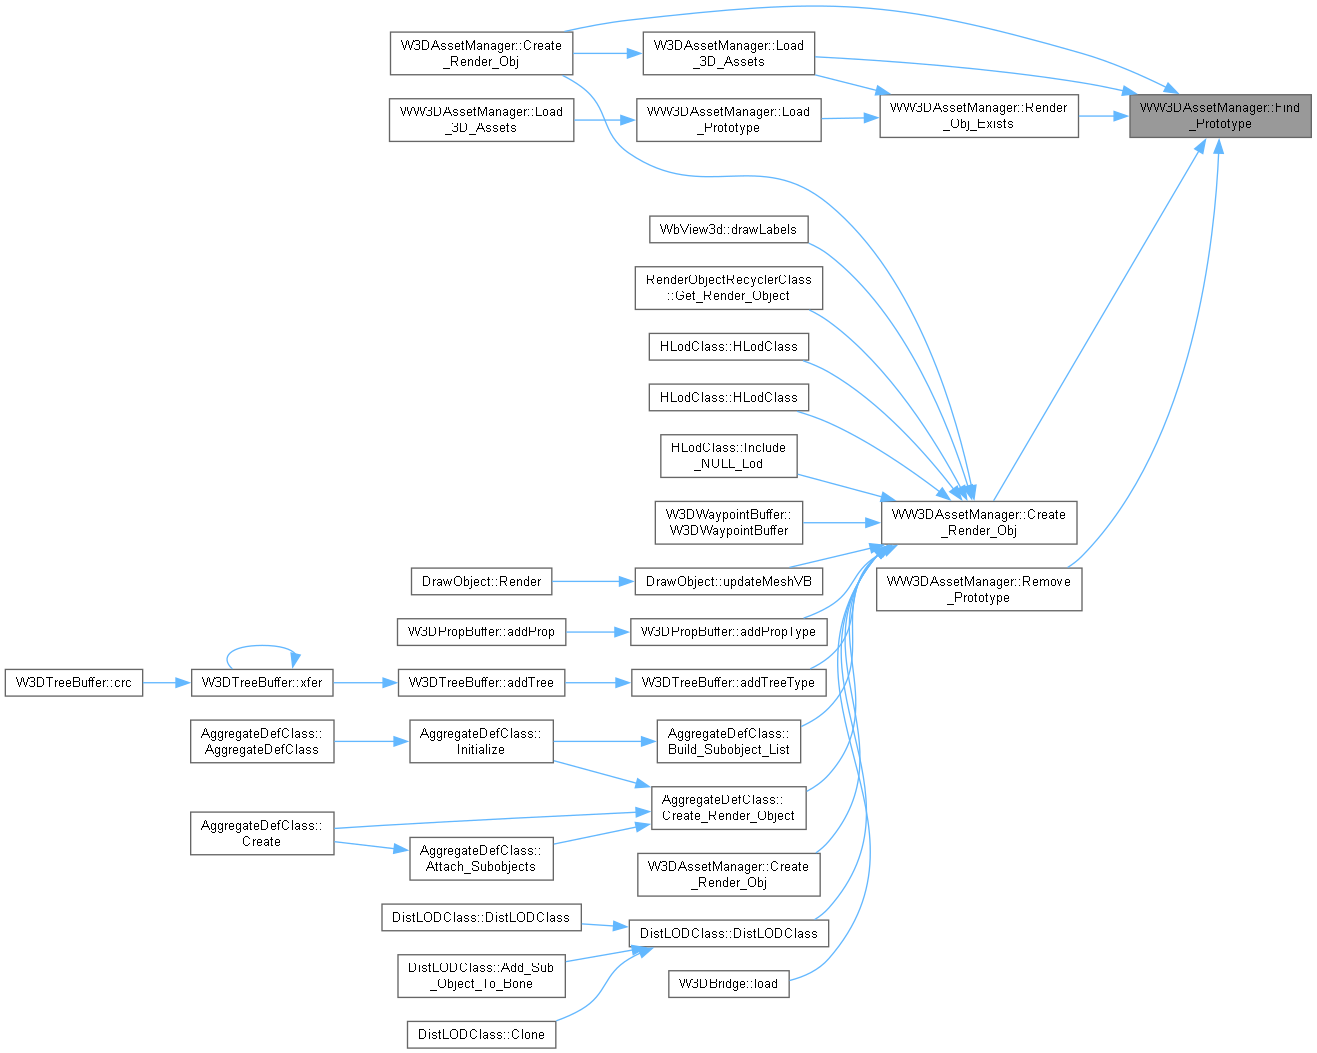 W3DAssetManager::Create
_Render_Obj
W3DAssetManager::Load
_3D_Assets
WW3DAssetManager::Load
_3D_Assets
WW3DAssetManager::Load
_Prototype
WW3DAssetManager::Render
_Obj_Exists
WW3DAssetManager::Find
_Prototype
WbView3d::drawLabels
RenderObjectRecyclerClass
::Get_Render_Object
HLodClass::HLodClass
HLodClass::HLodClass
HLodClass::Include
_NULL_Lod
W3DWaypointBuffer::
W3DWaypointBuffer
WW3DAssetManager::Create
_Render_Obj
DrawObject::Render
DrawObject::updateMeshVB
WW3DAssetManager::Remove
_Prototype
W3DPropBuffer::addProp
W3DPropBuffer::addPropType
W3DTreeBuffer::crc
W3DTreeBuffer::xfer
W3DTreeBuffer::addTree
W3DTreeBuffer::addTreeType
AggregateDefClass::
AggregateDefClass
AggregateDefClass::
Initialize
AggregateDefClass::
Build_Subobject_List
AggregateDefClass::
Create_Render_Object
AggregateDefClass::
Create
AggregateDefClass::
Attach_Subobjects
W3DAssetManager::Create
_Render_Obj
DistLODClass::DistLODClass
DistLODClass::DistLODClass
DistLODClass::Add_Sub
_Object_To_Bone
W3DBridge::load
DistLODClass::Clone